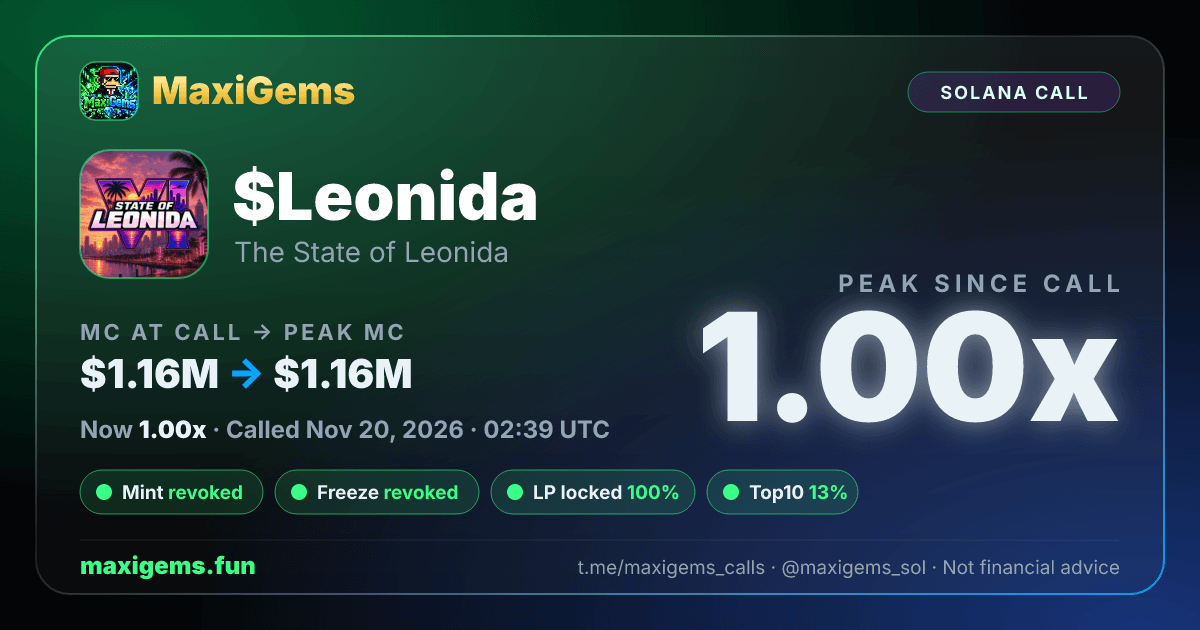 MaxiGems
MaxiGems
SOLANA CALL
VI
STATE OF
LEONIDA
$Leonida
The State of Leonida
PEAK SINCE CALL
1.00x
MC AT CALL → PEAK MC
$1.16M → $1.16M
Now 1.00x · Called Nov 20, 2026 · 02:39 UTC
Mint revoked
Freeze revoked
LP locked 100%
Top10 13%
maxigems.fun
t.me/maxigems_calls · @maxigems_sol · Not financial advice